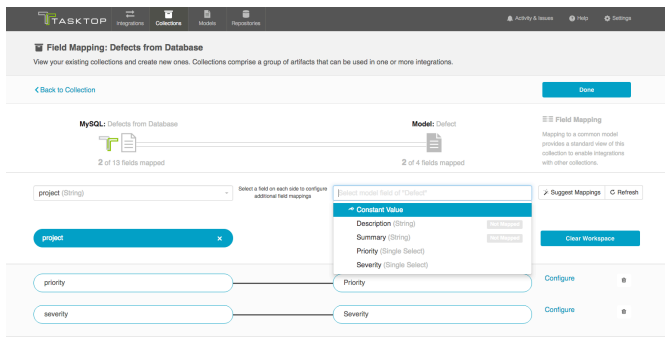 TASKTOP
Integrations
Collections
Models
Repositories
Activity & Issues
Help
Settings
Field Mapping: Defects from Database
View your existing collections and create new ones. Collections comprise a group of artifacts that can be used in one or more integrations.
Back to Collection
Done
MySQL: Defects from Database
Model: Defect
2 of 13 fields mapped
2 of 4 fields mapped
Field Mapping
Mapping to a common model
provides a standard view of this
collection to enable integrations
with other collections.
project (String)
Select a field on each side to configure
additional field mappings
Select model field of "Defect"
Suggest Mappings
Refresh
Constant Value
Description (String)
Not Mapped
Summary (String)
Not Mapped
Priority (Single Select)
Severity (Single Select)
project
x
Clear Workspace
priority
Priority
Configure
severity
Severity
Configure